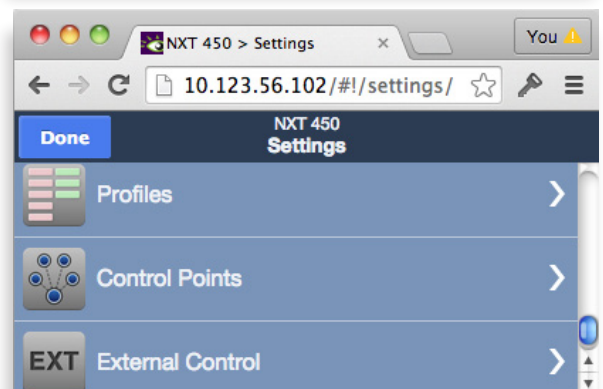 NXT 450 > Settings
You
10.123.56.102/#!/settings/
Done
NXT 450
Settings
Profiles
Control Points
EXT External Control